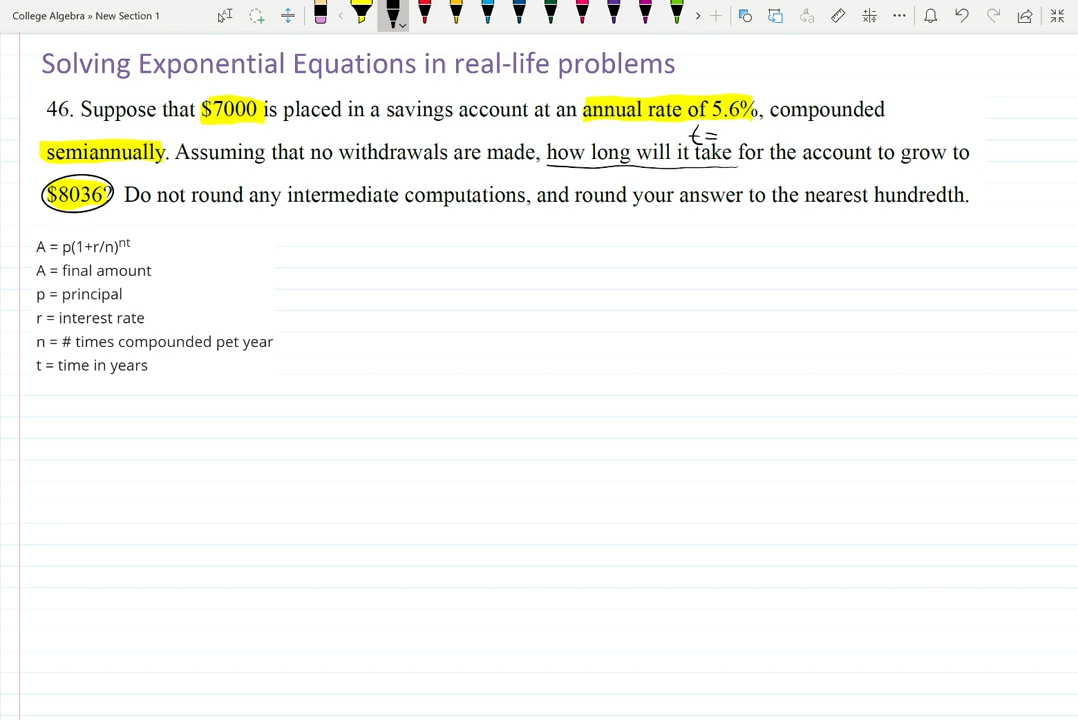 College Algebra » New Section 1
Solving Exponential Equations in real-life problems
46. Suppose that $7000 is placed in a savings account at an annual rate of 5.6%, compounded
t=
semiannually. Assuming that no withdrawals are made, how long will it take for the account to grow to
$8036? Do not round any intermediate computations, and round your answer to the nearest hundredth.
A = p(1+r/n)^nt
A = final amount
p = principal
r = interest rate
n = # times compounded pet year
t = time in years